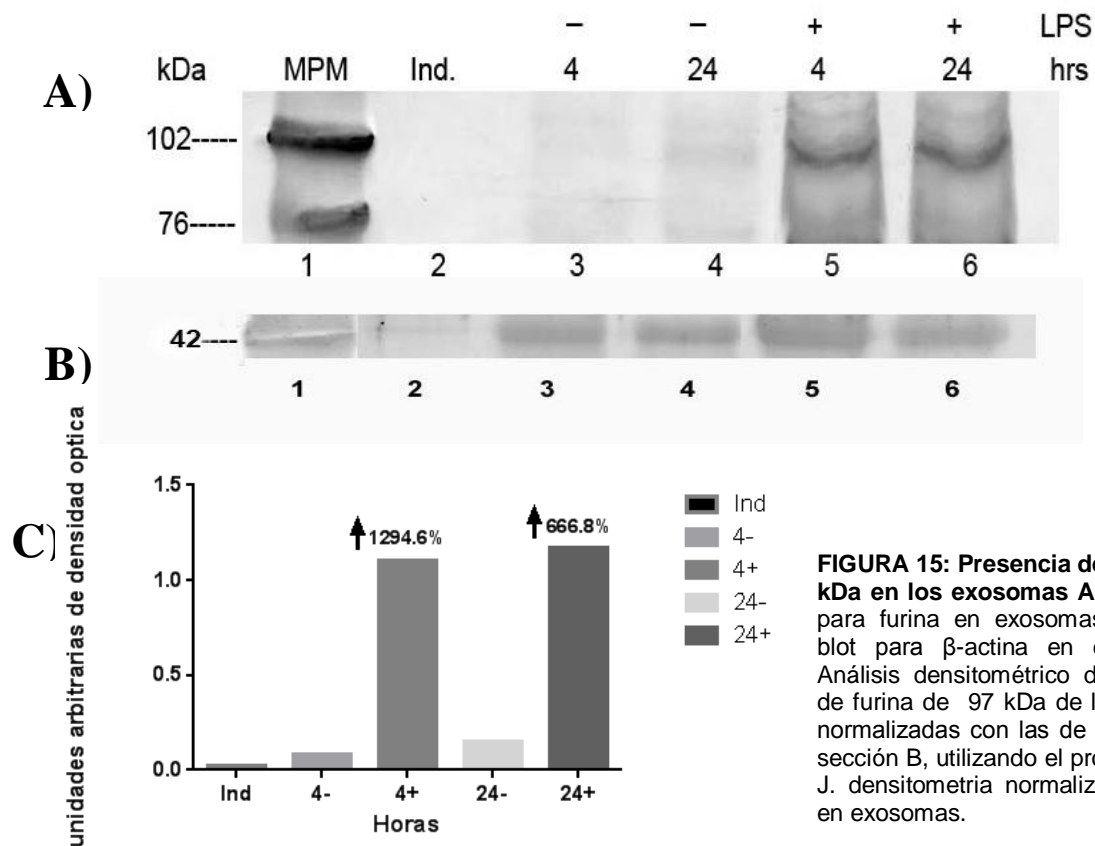 − − + + LPS
kDa MPM Ind. 4 24 4 24 hrs
A)
102-----
76-----
1 2 3 4 5 6
42----
B)
1 2 3 4 5 6
C)
unidades arbitrarias de densidad optica
1.5
1.0
0.5
0.0
1294.6%
666.8%
Ind 4- 4+ 24- 24+
Horas
Ind
4-
4+
24-
24+
FIGURA 15: Presencia de
kDa en los exosomas A
para furina en exosomas
blot para β-actina en
Análisis densitométrico
de furina de 97 kDa de
normalizadas con las de
sección B, utilizando el
J. densitometria
en exosomas.